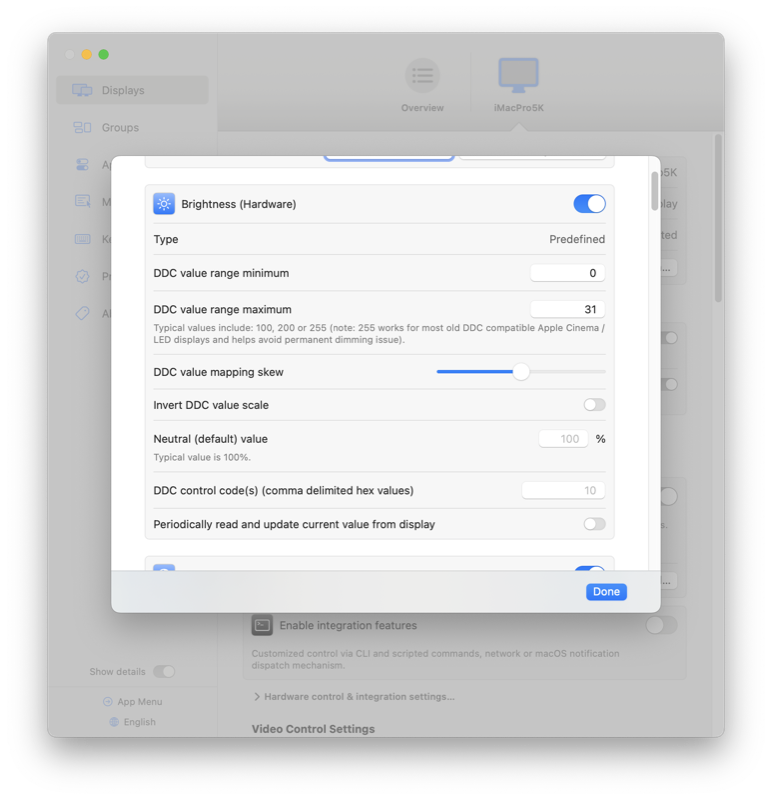 Displays
Groups
Overview
iMacPro5K
Brightness (Hardware)
Type
Predefined
DDC value range minimum
0
DDC value range maximum
31
Typical values include: 100, 200 or 255 (note: 255 works for most old DDC compatible Apple Cinema /
LED displays and helps avoid permanent dimming issue).
DDC value mapping skew
Invert DDC value scale
Neutral (default) value
100 %
Typical value is 100%.
DDC control code(s) (comma delimited hex values)
10
Periodically read and update current value from display
Done
Enable integration features
Customized control via CLI and scripted commands, network or macOS notification
dispatch mechanism.
Hardware control & integration settings...
Video Control Settings
Show details
App Menu
English